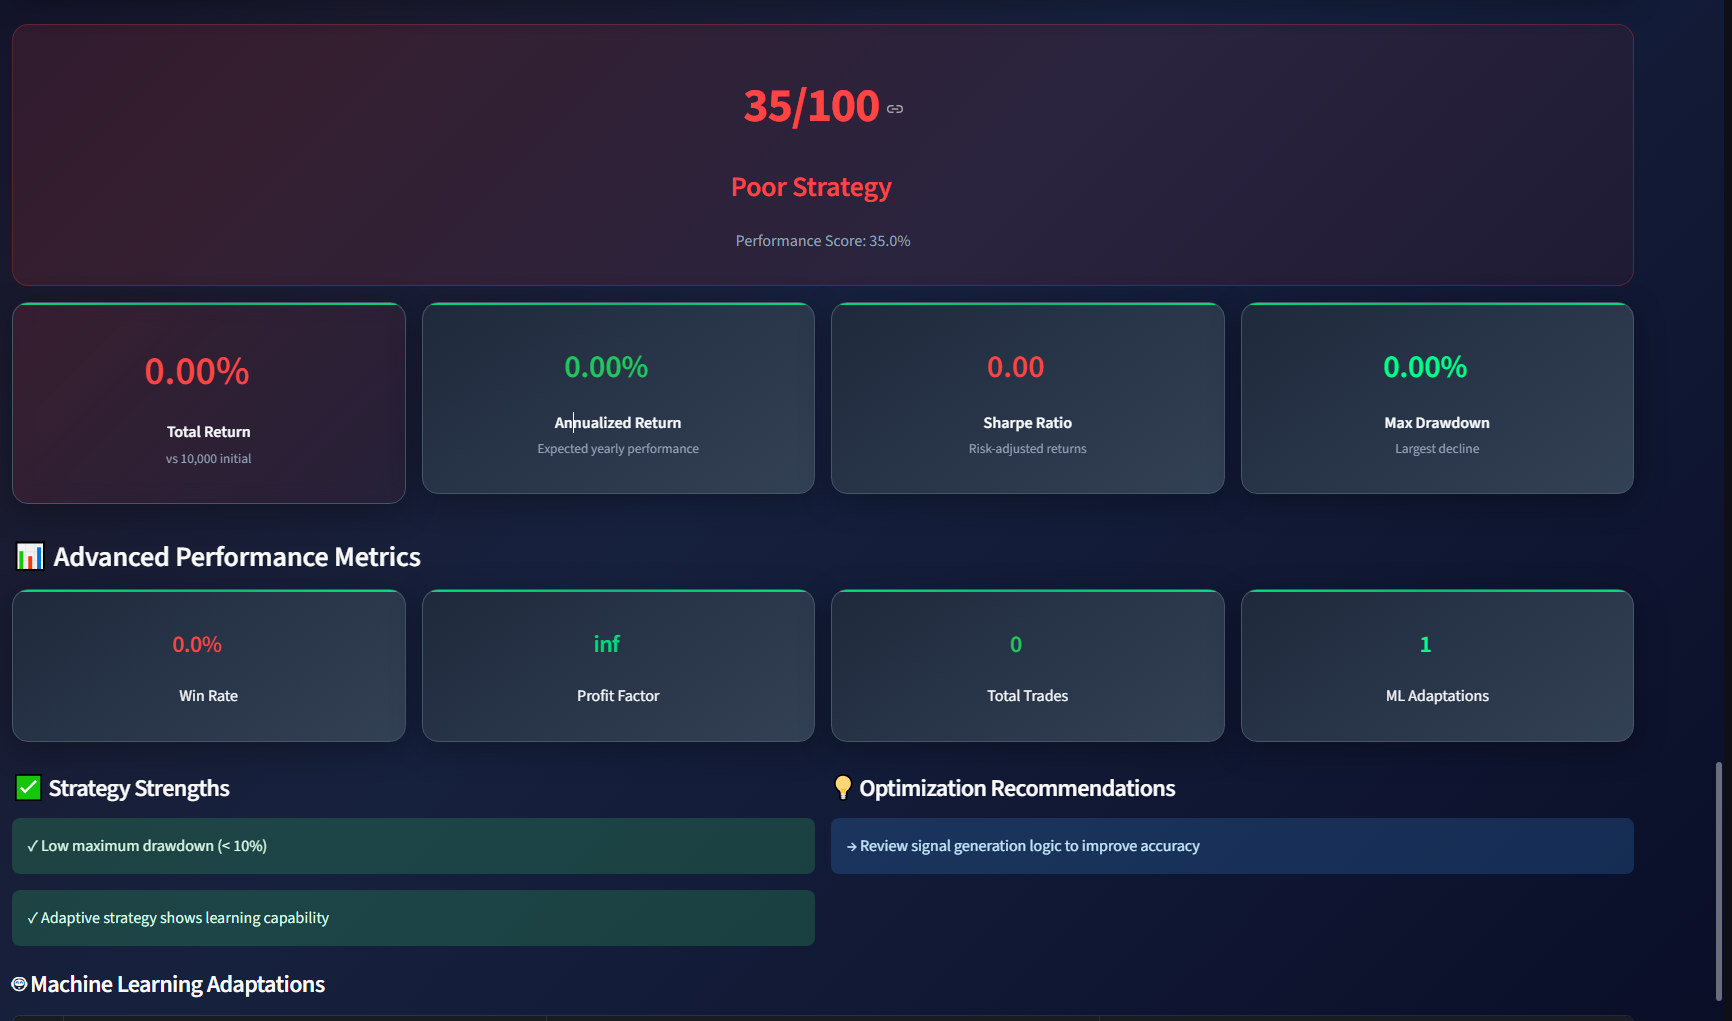 35/100
Poor Strategy
Performance Score: 35.0%
0.00%
Total Return
vs 10,000 initial
0.00%
Annualized Return
Expected yearly performance
0.00
Sharpe Ratio
Risk-adjusted returns
0.00%
Max Drawdown
Largest decline
Advanced Performance Metrics
0.0%
Win Rate
inf
Profit Factor
0
Total Trades
1
ML Adaptations
Strategy Strengths
✓ Low maximum drawdown (< 10%)
✓ Adaptive strategy shows learning capability
Optimization Recommendations
→ Review signal generation logic to improve accuracy
Machine Learning Adaptations